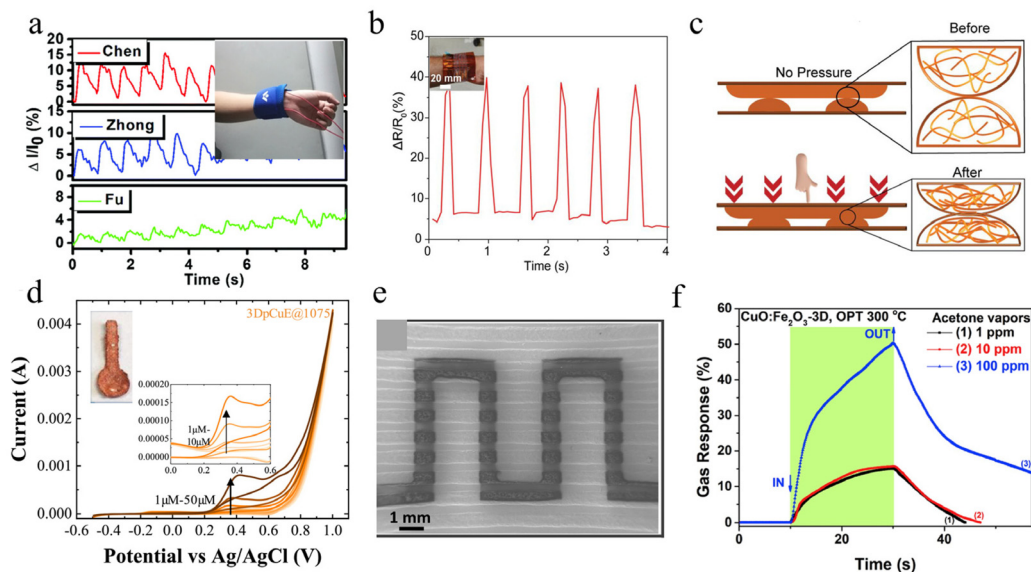 a
Δ I/I0 (%)
20
15
10
5
0
Chen
10
5
0
Zhong
8
4
0
Fu
0
2
4
6
8
Time (s)
b
ΔR/R0(%)
50
40
30
20
10
0
20 mm
0
1
2
3
4
Time (s)
c
Before
No Pressure
After
d
Current (A)
0.004
0.003
0.002
0.001
0.000
3DpCuE@1075
0.00020
0.00015
0.00010
0.00005
0.00000
1μM-
10μM
0.0
0.2
0.4
0.6
1μM-50μM
-0.6
-0.4
-0.2
0.0
0.2
0.4
0.6
0.8
1.0
Potential vs Ag/AgCl (V)
e
1 mm
f
Gas Response (%)
60
50
40
30
20
10
0
CuO:Fe2O3-3D, OPT 300 °C
OUT
IN
Acetone vapors
(1) 1 ppm
(2) 10 ppm
(3) 100 ppm
(3)
(1)
(2)
0
20
40
Time (s)